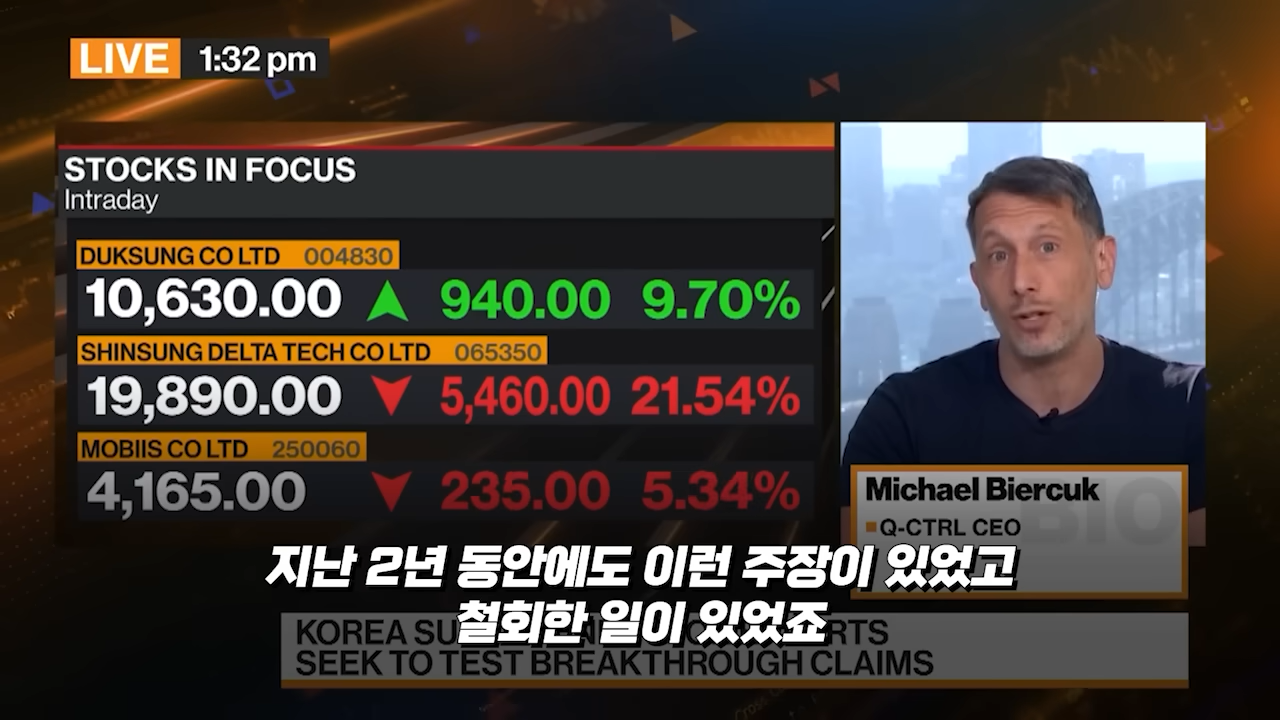 LIVE 1:32 pm
STOCKS IN FOCUS
Intraday
DUKSUNG CO LTD 004830
10,630.00 940.00 9.70%
SHINSUNG DELTA TECH CO LTD 065350
19,890.00 5,460.00 21.54%
MOBIIS CO LTD 250060
4,165.00 235.00 5.34%
Michael Biercuk
BIO
Q-CTRL CEO
지난 2년 동안에도 이런 주장이 있었고
철회한 일이 있었죠
KOREA
SEEK TO TEST BREAKTHROUGH CLAIMS